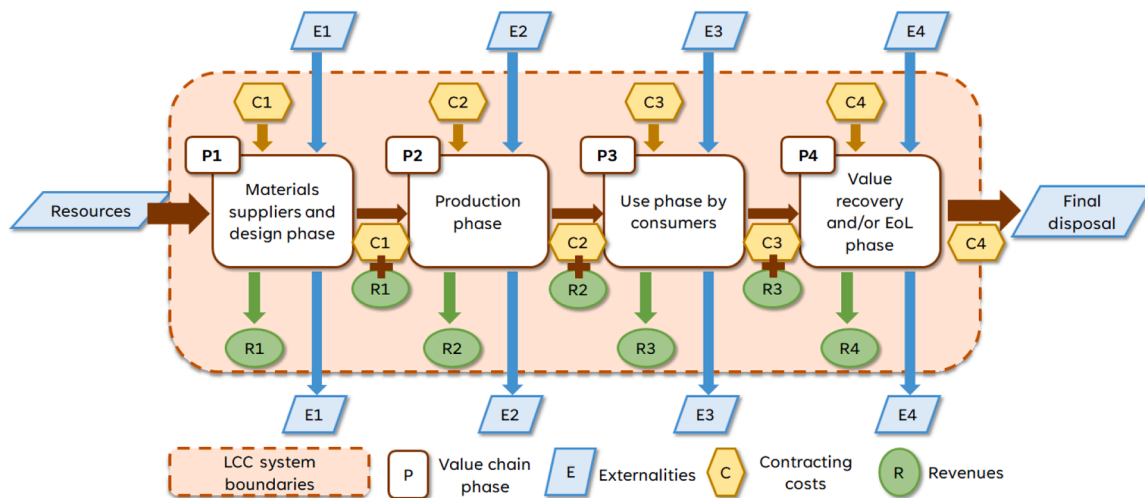 E1
E2
E3
E4
C1
C2
C3
C4
P1
P2
P3
P4
Resources
Materials
suppliers and
design phase
Production
phase
Use phase by
consumers
Value
recovery
and/or EoL
phase
Final
disposal
C1
R1
C2
R2
C3
R3
C4
R1
R2
R3
R4
E1
E2
E3
E4
LCC system
boundaries
P
Value chain
phase
E
Externalities
C
Contracting
costs
R
Revenues